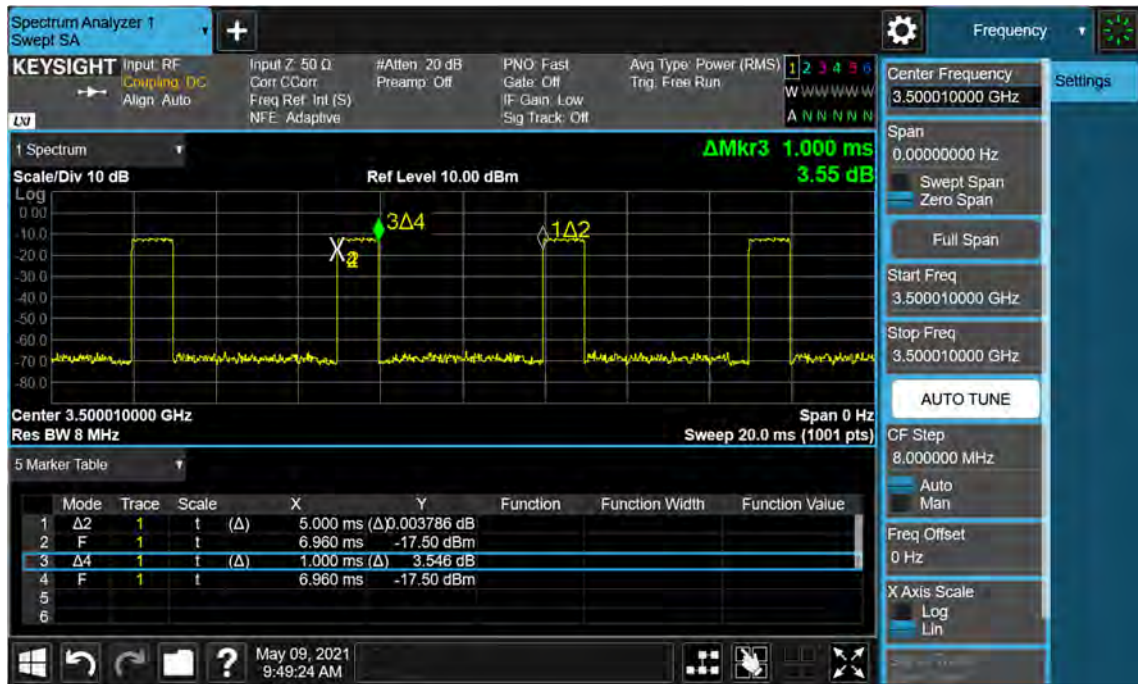 Spectrum Analyzer 1
Swept SA
+
Frequency
KEYSIGHT
Input: RF
Coupling: DC
Align: Auto
Input Z: 50 Ω
Corr CCorr
Freq Ref: Int (S)
NFE: Adaptive
#Atten: 20 dB
Preamp: Off
PNO: Fast
Gate: Off
IF Gain: Low
Sig Track: Off
Avg Type: Power (RMS)
Trig: Free Run
1 2 3 4 5 6
W W W W W W
A N N N N N
LXI
Center Frequency
3.500010000 GHz
Settings
1 Spectrum
ΔMkr3 1.000 ms
3.55 dB
Scale/Div 10 dB
Ref Level 10.00 dBm
Log
0.00
-10.0
-20.0
-30.0
-40.0
-50.0
-60.0
-70.0
-80.0
3Δ4
1Δ2
Center 3.500010000 GHz
Span 0 Hz
Res BW 8 MHz
Sweep 20.0 ms (1001 pts)
Span
0.00000000 Hz
Swept Span
Zero Span
Full Span
Start Freq
3.500010000 GHz
Stop Freq
3.500010000 GHz
AUTO TUNE
CF Step
8.000000 MHz
Auto
Man
Freq Offset
0 Hz
X Axis Scale
Log
Lin
5 Marker Table
Mode Trace Scale X Y Function Function Width Function Value
1 Δ2 1 t (Δ) 5.000 ms (Δ) 0.003786 dB
2 F 1 t 6.960 ms -17.50 dBm
3 Δ4 1 t (Δ) 1.000 ms (Δ) 3.546 dB
4 F 1 t 6.960 ms -17.50 dBm
5
6
?
May 09, 2021
9:49:24 AM